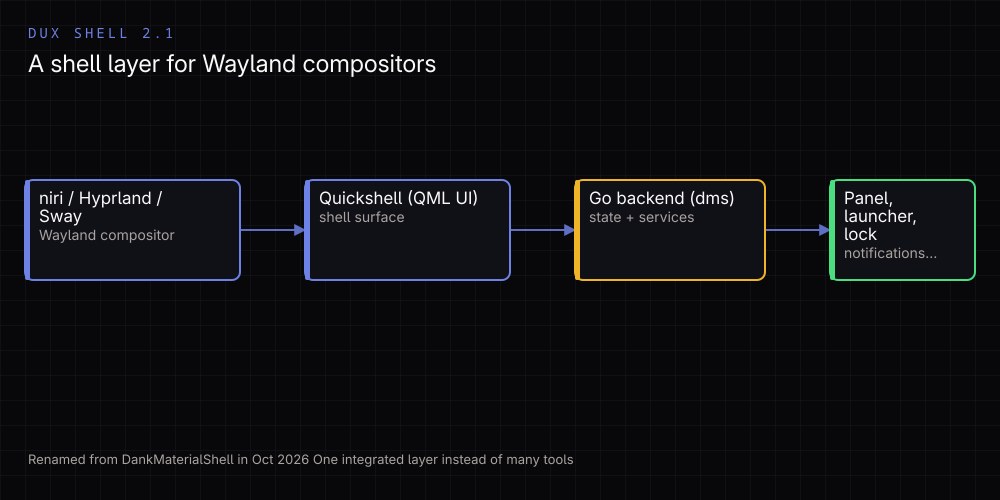 DUX SHELL 2.1
A shell layer for Wayland compositors
niri / Hyprland /
Sway
Wayland compositor
Quickshell (QML UI)
shell surface
Go backend (dms)
state + services
Panel,
launcher,
lock
notifications...
Renamed from DankMaterialShell in Oct 2026 One integrated layer instead of many tools